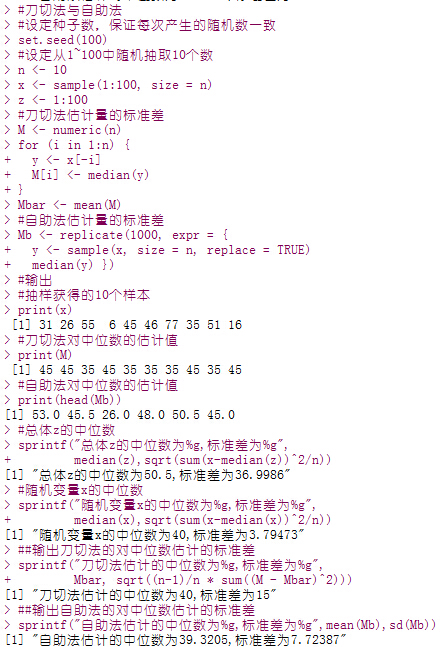 > #刀切法与自助法
> #设定种子数，保证每次产生的随机数一致
> set.seed(100)
> #设定从1~100中随机抽取10个数
> n <- 10
> x <- sample(1:100, size = n)
> z <- 1:100
> #刀切法估计量的标准差
> M <- numeric(n)
> for (i in 1:n) {
+   y <- x[-i]
+   M[i] <- median(y)
+ }
> Mbar <- mean(M)
> #自助法估计量的标准差
> Mb <- replicate(1000, expr = {
+   y <- sample(x, size = n, replace = TRUE)
+   median(y) })
> #输出
> #抽样获得的10个样本
> print(x)
 [1] 31 26 55  6 45 46 77 35 51 16
> #刀切法对中位数的估计值
> print(M)
 [1] 45 45 35 45 35 35 35 45 35 45
> #自助法对中位数的估计值
> print(head(Mb))
[1] 53.0 45.5 26.0 48.0 50.5 45.0
> #总体z的中位数
> sprintf("总体z的中位数为%g,标准差为%g",
+         median(z),sqrt(sum(x-median(z))^2/n))
[1] "总体z的中位数为50.5,标准差为36.9986"
> #随机变量x的中位数
> sprintf("随机变量x的中位数为%g,标准差为%g",
+         median(x),sqrt(sum(x-median(x))^2/n))
[1] "随机变量x的中位数为40,标准差为3.79473"
> ##输出刀切法的对中位数估计的标准差
> sprintf("刀切法估计的中位数为%g,标准差为%g",
+         Mbar, sqrt((n-1)/n * sum((M - Mbar)^2)))
[1] "刀切法估计的中位数为40,标准差为15"
> ##输出自助法的对中位数估计的标准差
> sprintf("自助法估计的中位数为%g,标准差为%g",mean(Mb),sd(Mb))
[1] "自助法估计的中位数为39.3205,标准差为7.72387"